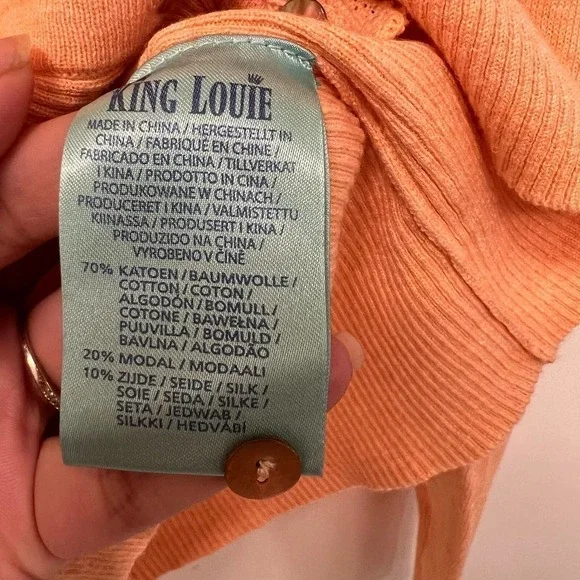 KING LOUIE
MADE IN CHINA / HERGESTELLT IN
CHINA / FABRIQUÉ EN CHINE /
FABRICADO EN CHINA / TILLVERKAT
I KINA / PRODOTTO IN CINA /
PRODUKOWANE W CHINACH /
PRODUCERET I KINA / VALMISTETTU
KIINASSA / PRODUSERT I KINA /
PRODUZIDO NA CHINA /
VYROBENO V ČÍNĚ
70% KATOEN / BAUMWOLLE /
COTTON / COTON /
ALGODÓN / BOMULL /
COTONE / BAWEŁNA /
PUUVILLA / BOMULD /
BAVLNA / ALGODÃO
20% MODAL / MODAALI
10% ZIJDE / SEIDE / SILK /
SOIE / SEDA / SILKE /
SETA / JEDWAB /
SILKKI / HEDVÁBÍ